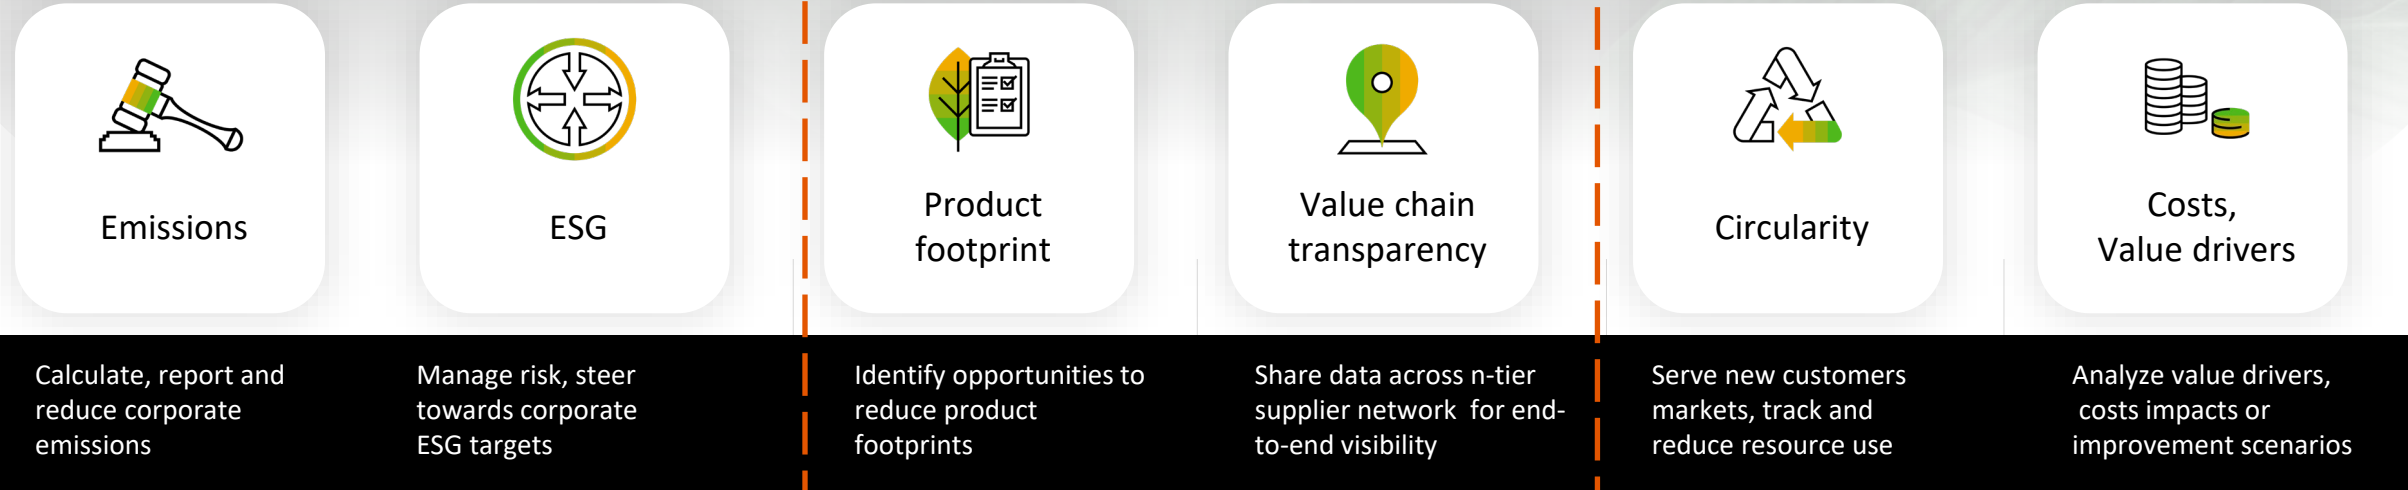 Emissions
ESG
Product
footprint
Value chain
transparency
Circularity
Costs,
Value drivers
Calculate, report and
reduce corporate
emissions
Manage risk, steer
towards corporate
ESG targets
Identify opportunities to
reduce product
footprints
Share data across n-tier
supplier network  for end-
to-end visibility
Serve new customers
markets, track and
reduce resource use
Analyze value drivers,
costs impacts or
improvement scenarios